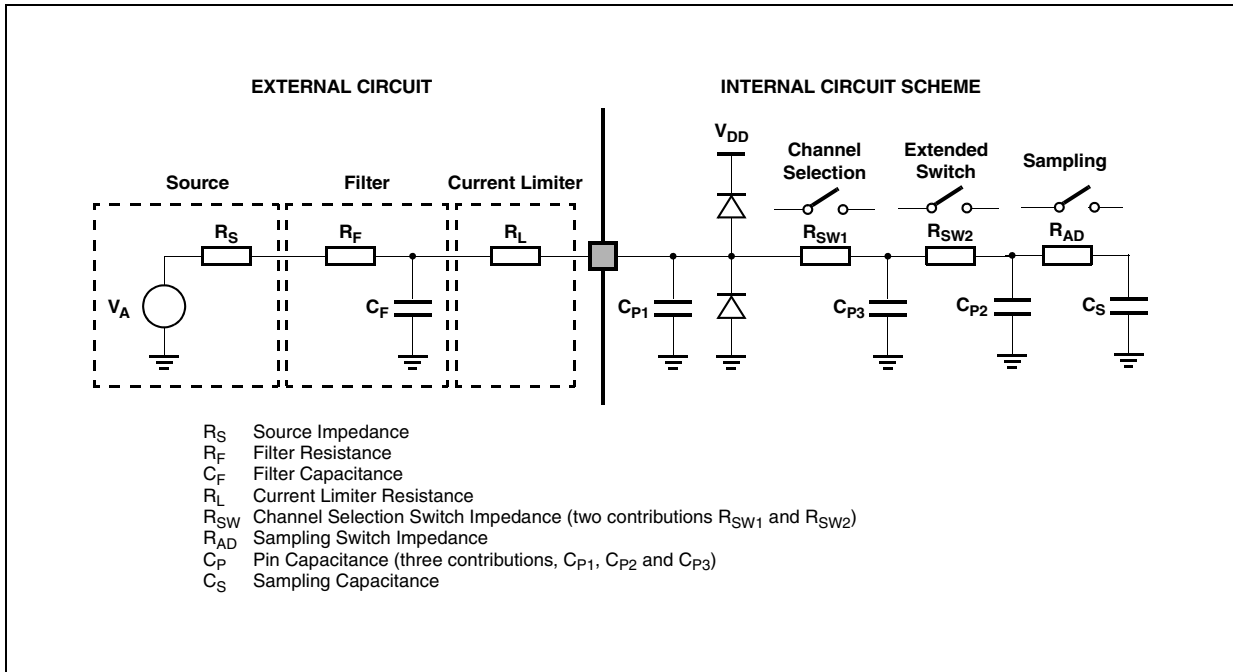 EXTERNAL CIRCUIT
INTERNAL CIRCUIT SCHEME
Source
Filter
Current Limiter
VDD
Channel
Selection
Extended
Switch
Sampling
RS
RF
RL
RSW1
RSW2
RAD
VA
CF
CP1
CP3
CP2
CS
RS Source Impedance
RF Filter Resistance
CF Filter Capacitance
RL Current Limiter Resistance
RSW Channel Selection Switch Impedance (two contributions RSW1 and RSW2)
RAD Sampling Switch Impedance
CP Pin Capacitance (three contributions, CP1, CP2 and CP3)
CS Sampling Capacitance